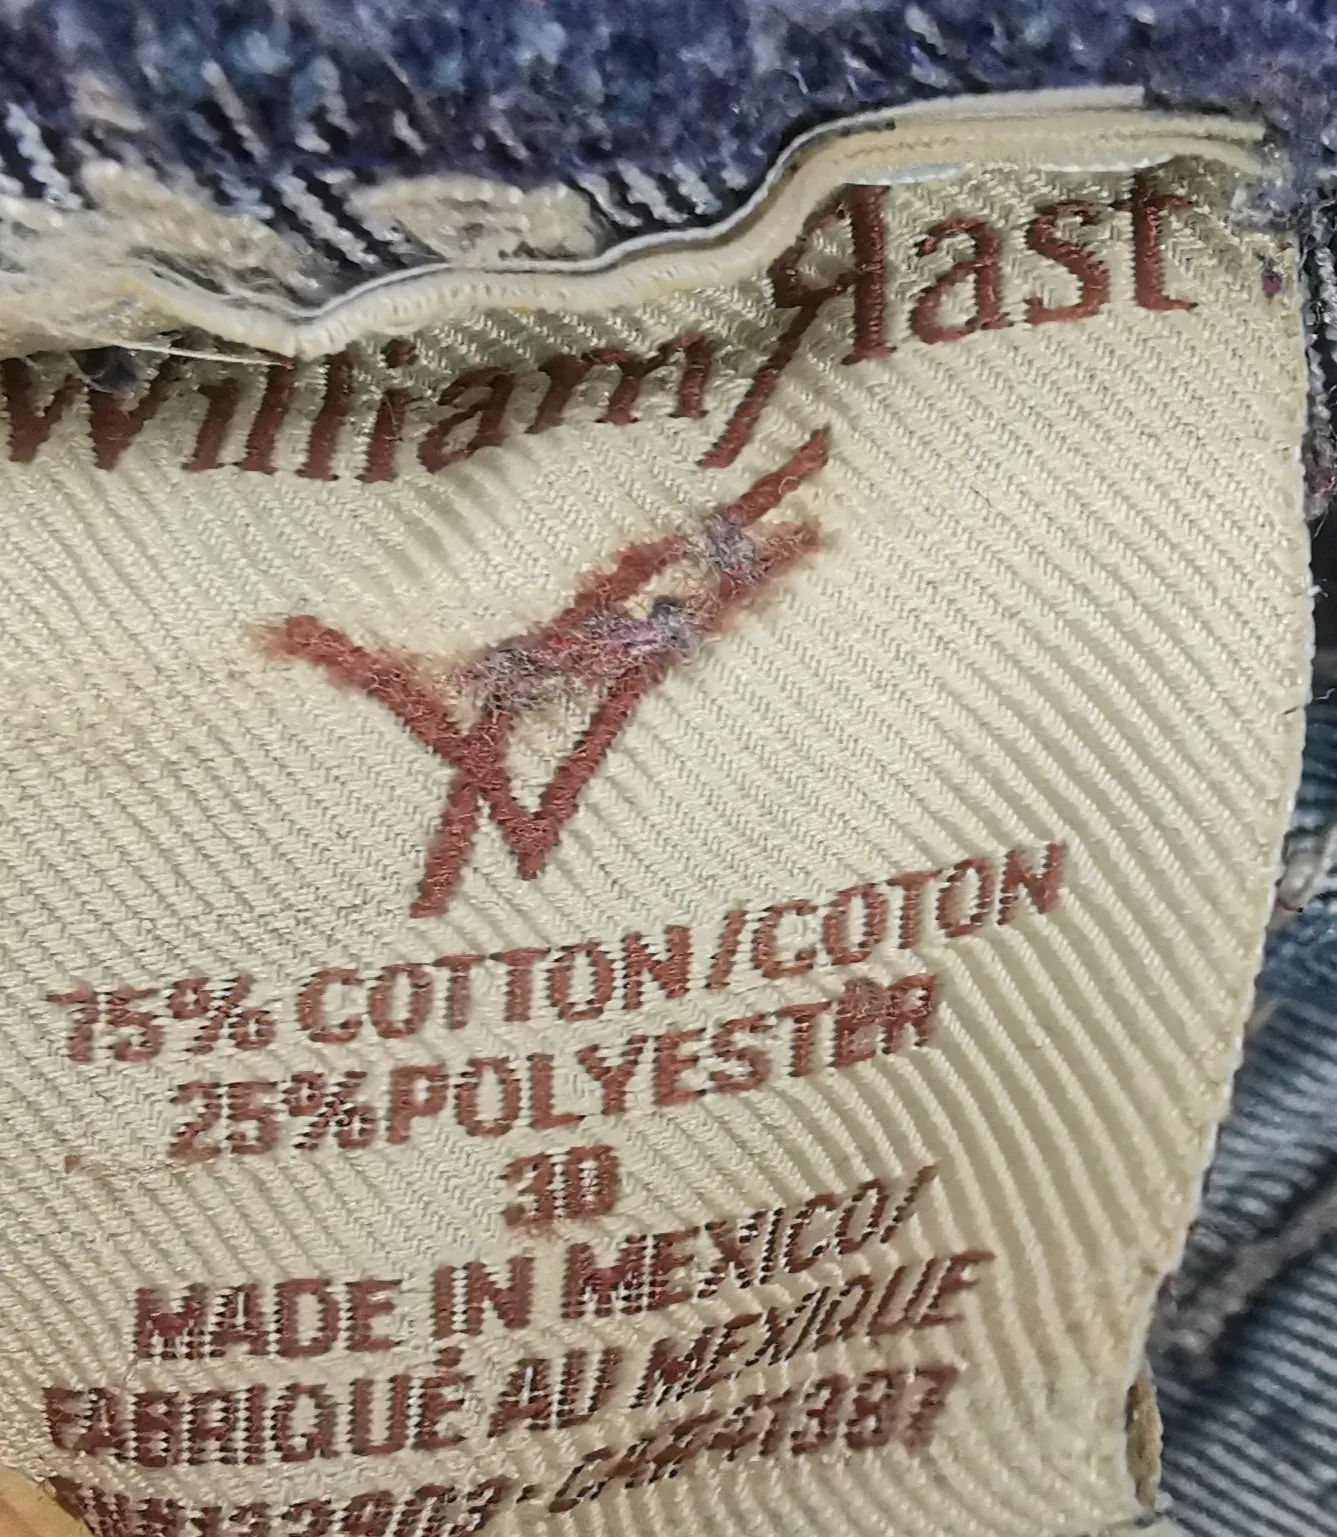 William Rast
75% COTTON/COTON
25% POLYESTER
30
MADE IN MEXICO/
FABRIQUÉ AU MEXIQUE